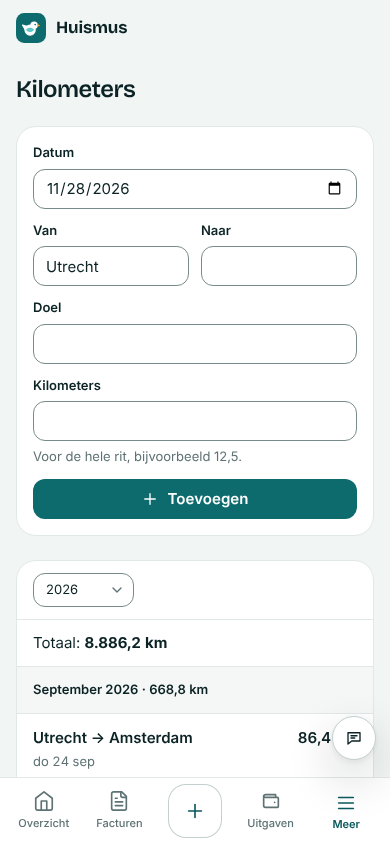 Huismus
Kilometers
Datum
11/28/2026
Van
Naar
Utrecht
Doel
Kilometers
Voor de hele rit, bijvoorbeeld 12,5.
Toevoegen
2026
Totaal: 8.886,2 km
September 2026 · 668,8 km
Utrecht → Amsterdam
86,4
do 24 sep
Overzicht
Facturen
Uitgaven
Meer